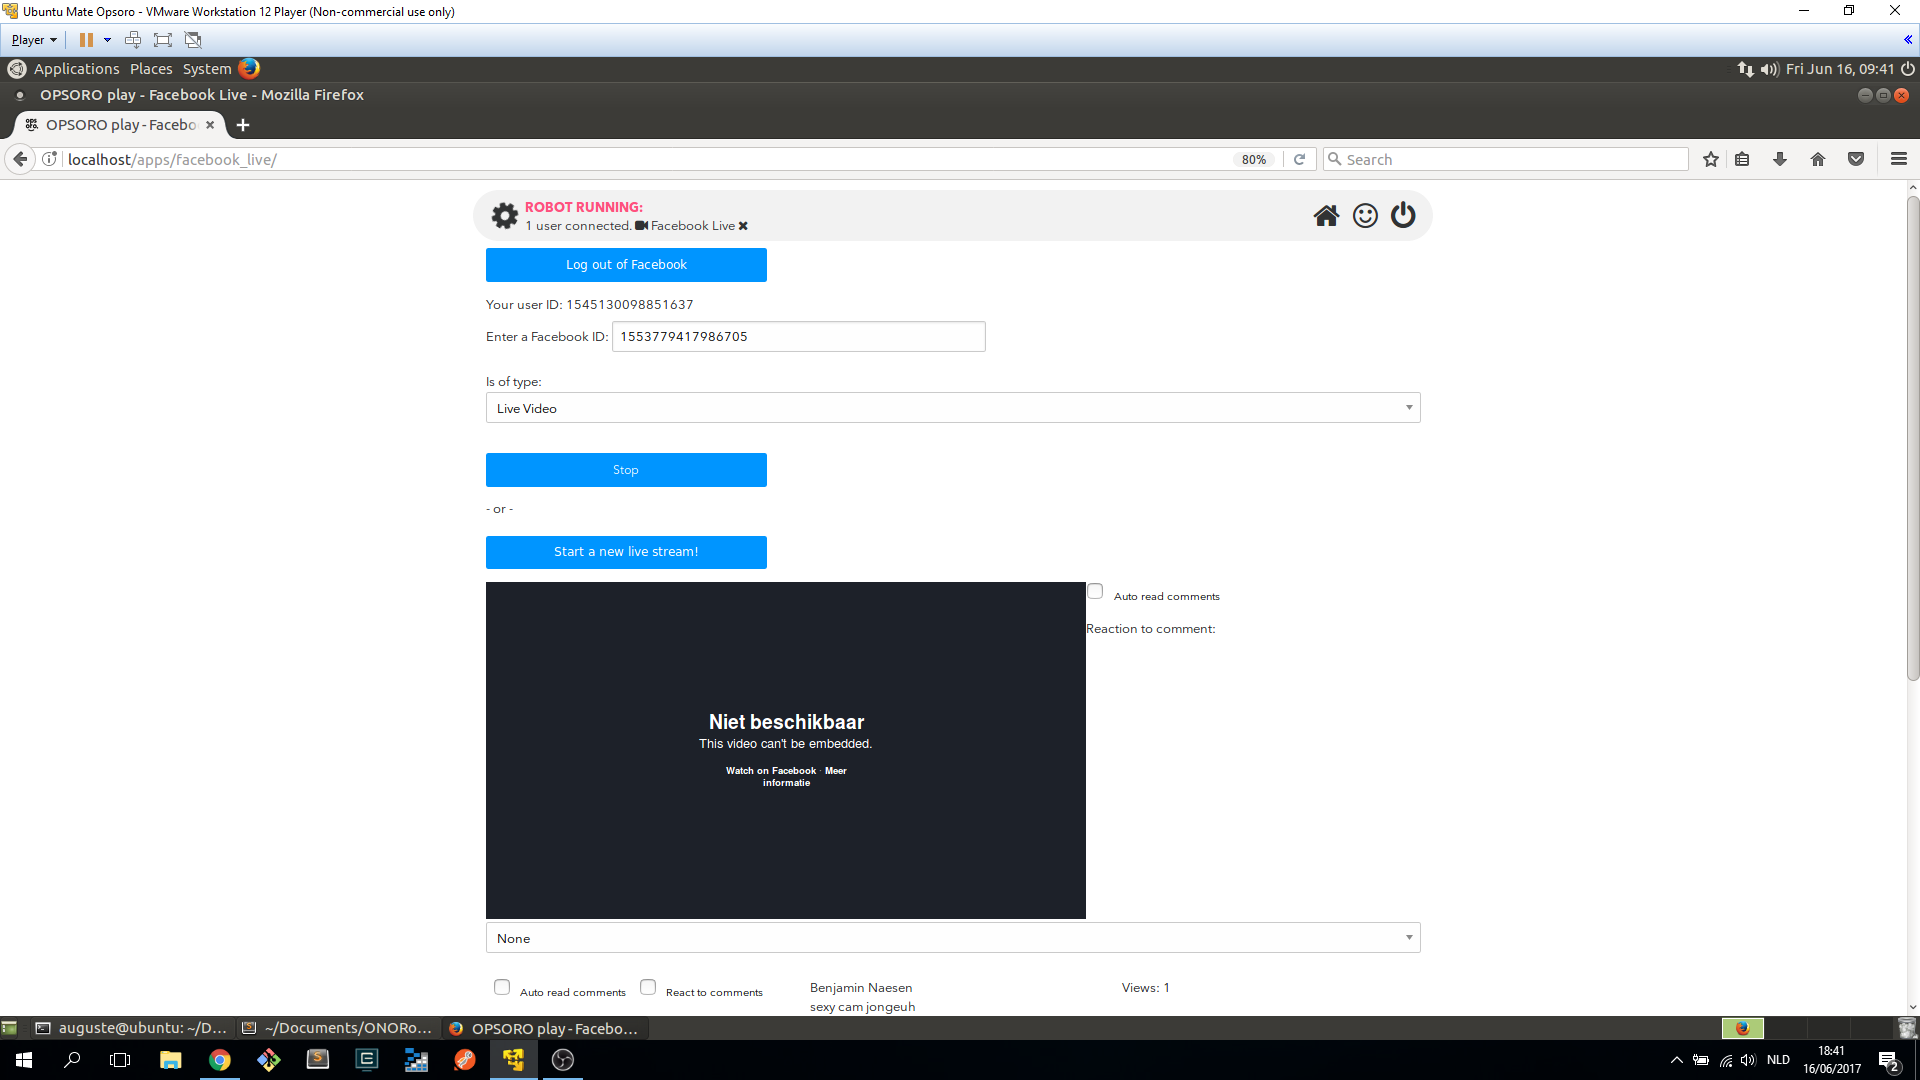 Ubuntu Mate Opsoro - VMware Workstation 12 Player (Non-commercial use only)
Player
Applications Places System
Fri Jun 16, 09:41
OPSORO play - Facebook Live - Mozilla Firefox
ops
oro.
OPSORO play - Facebo
localhost/apps/facebook_live/
80%
Search
ROBOT RUNNING:
1 user connected. Facebook Live
Log out of Facebook
Your user ID: 1545130098851637
Enter a Facebook ID: 1553779417986705
Is of type:
Live Video
Stop
- or -
Start a new live stream!
Auto read comments
Reaction to comment:
Niet beschikbaar
This video can't be embedded.
Watch on Facebook · Meer
informatie
None
Auto read comments
React to comments
Benjamin Naesen
Views: 1
sexy cam jongeuh
auguste@ubuntu: ~/D...
~/Documents/ONORo...
OPSORO play - Facebo...
NLD
18:41
16/06/2017
2